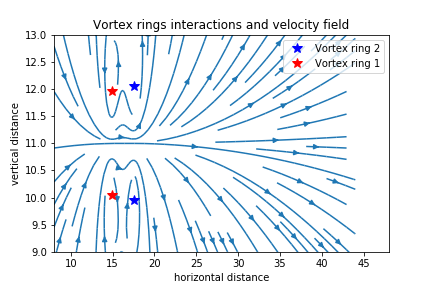 Vortex rings interactions and velocity field
Vortex ring 2
Vortex ring 1
vertical distance
13.0
12.5
12.0
11.5
11.0
10.5
10.0
9.5
9.0
10 15 20 25 30 35 40 45
horizontal distance